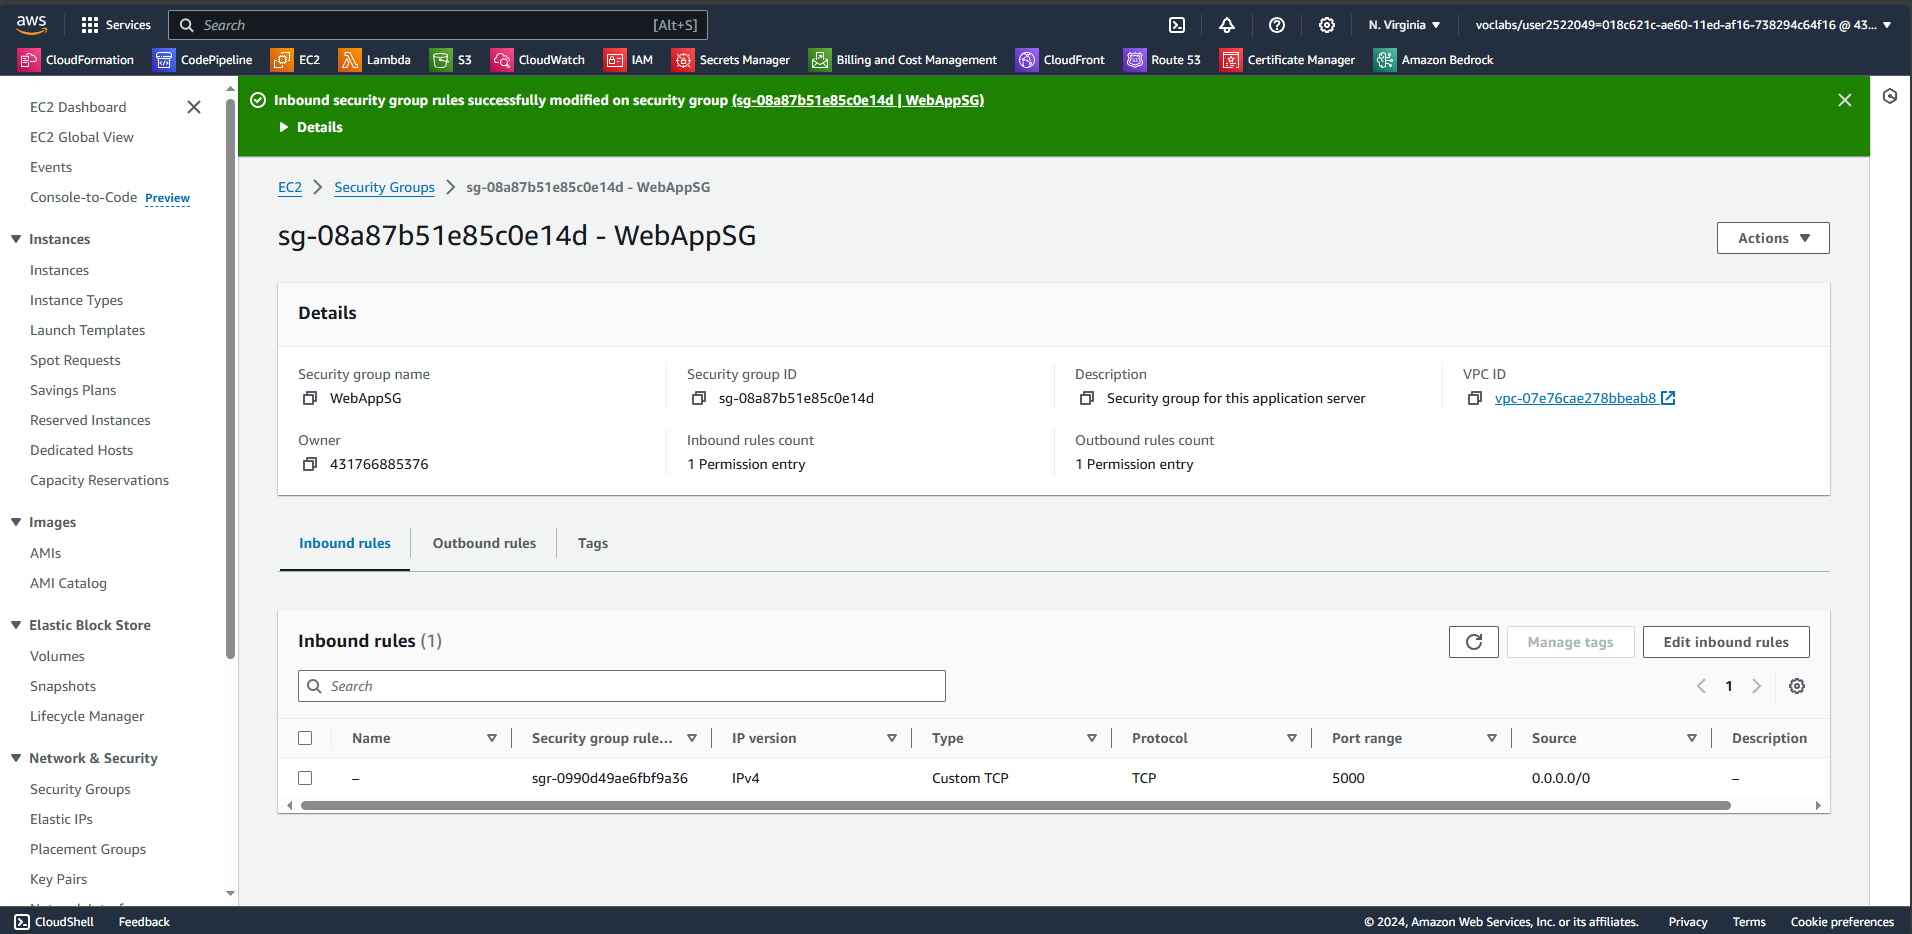 aws
Services
Search
[Alt+S]
N. Virginia
voclabs/user2522049=018c621c-ae60-11ed-af16-738294c64f16 @ 43...
CloudFormation
CodePipeline
EC2
Lambda
S3
CloudWatch
IAM
Secrets Manager
Billing and Cost Management
CloudFront
Route 53
Certificate Manager
Amazon Bedrock
EC2 Dashboard
EC2 Global View
Events
Console-to-Code Preview
Instances
Instances
Instance Types
Launch Templates
Spot Requests
Savings Plans
Reserved Instances
Dedicated Hosts
Capacity Reservations
Images
AMIs
AMI Catalog
Elastic Block Store
Volumes
Snapshots
Lifecycle Manager
Network & Security
Security Groups
Elastic IPs
Placement Groups
Key Pairs
Inbound security group rules successfully modified on security group (sg-08a87b51e85c0e14d | WebAppSG)
Details
EC2
Security Groups
sg-08a87b51e85c0e14d - WebAppSG
sg-08a87b51e85c0e14d - WebAppSG
Actions
Details
Security group name
WebAppSG
Security group ID
sg-08a87b51e85c0e14d
Description
Security group for this application server
VPC ID
vpc-07e76cae278bbeab8
Owner
431766885376
Inbound rules count
1 Permission entry
Outbound rules count
1 Permission entry
Inbound rules
Outbound rules
Tags
Inbound rules (1)
Manage tags
Edit inbound rules
Search
1
Name
Security group rule...
IP version
Type
Protocol
Port range
Source
Description
–
sgr-0990d49ae6fbf9a36
IPv4
Custom TCP
TCP
5000
0.0.0.0/0
–
CloudShell
Feedback
© 2024, Amazon Web Services, Inc. or its affiliates.
Privacy
Terms
Cookie preferences